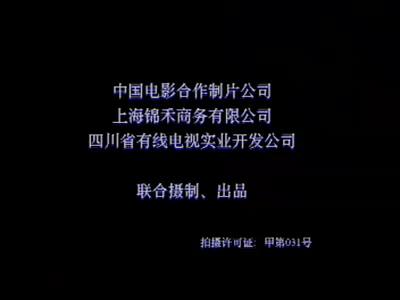 中国电影合作制片公司
上海锦禾商务有限公司
四川省有线电视实业开发公司
联合摄制、出品
拍摄许可证: 甲第031号